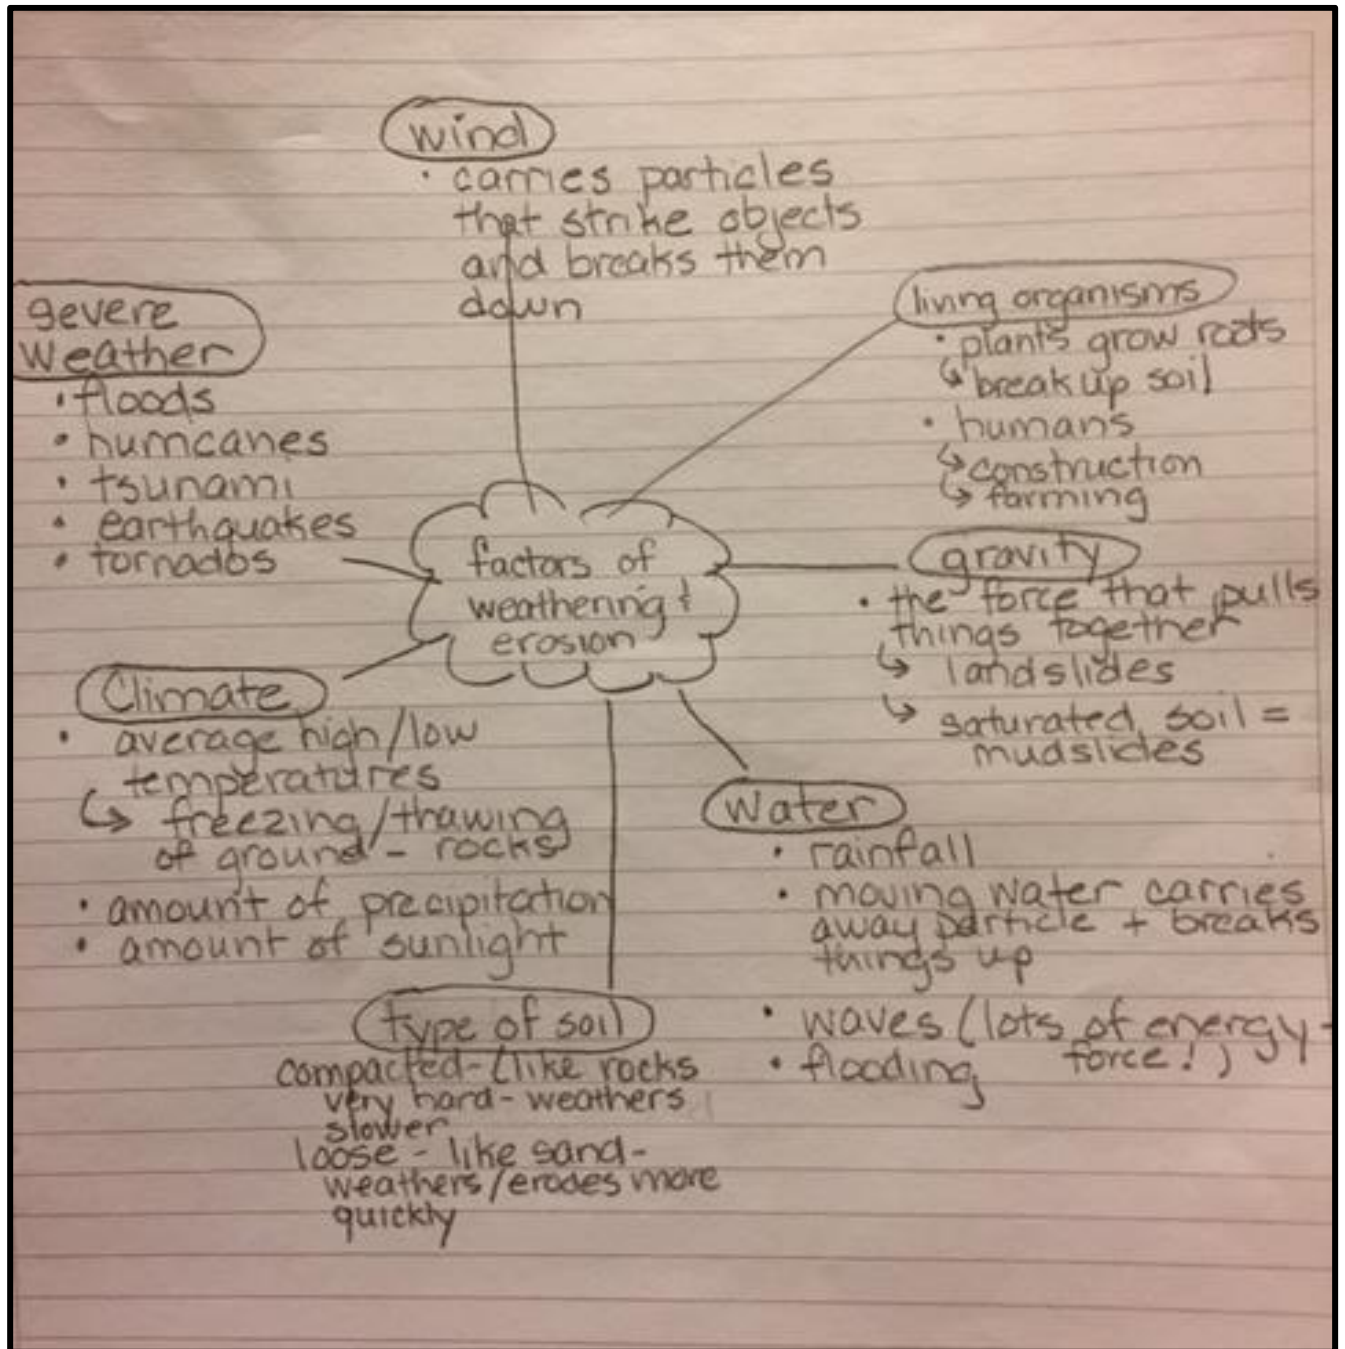 wind
• carries particles
that strike objects
and breaks them
down
severe
weather
• floods
• hurricanes
• tsunami
• earthquakes
• tornados
living organisms
• plants grow roots
↳ break up soil
• humans
↳ construction
↳ farming
factors of
weathering &
erosion
gravity
• the force that pulls
things together
↳ landslides
↳ saturated soil =
mudslides
Climate
• average high/low
temperatures
↳ freezing/thawing
of ground - rocks
• amount of precipitation
• amount of sunlight
Water
• rainfall
• moving water carries
away particle + breaks
things up
• waves (lots of energy -
force!)
• flooding
type of soil
compacted - (like rocks
very hard - weathers
slower
loose - like sand -
weathers/erodes more
quickly